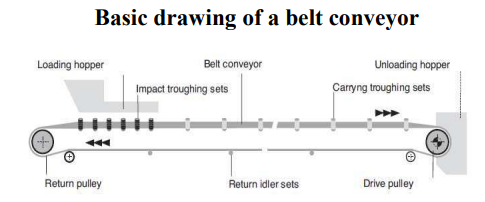 Basic drawing of a belt conveyor
Loading hopper
Belt conveyor
Unloading hopper
Impact troughing sets
Carryng troughing sets
Return pulley
Return idler sets
Drive pulley